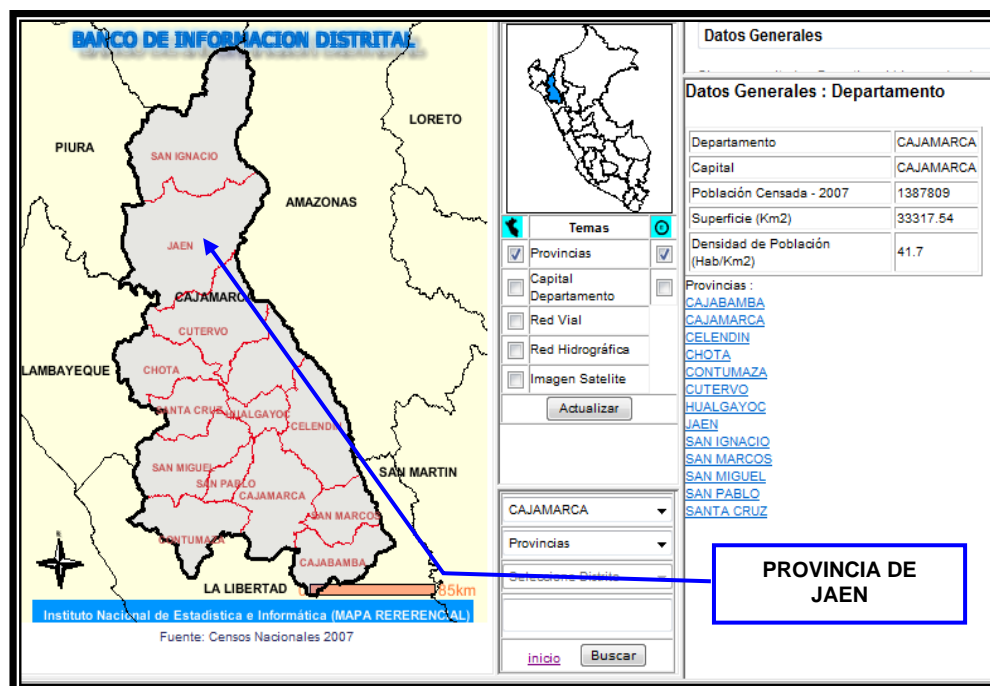 BANCO DE INFORMACION DISTRITAL
LORETO
PIURA
SAN IGNACIO
AMAZONAS
JAEN
CAJAMARCA
CUTERVO
LAMBAYEQUE
CHOTA
SANTA CRUZ
HUALGAYOC
CELENDIN
SAN MIGUEL
SAN MARTIN
SAN PABLO
CAJAMARCA
SAN MARCOS
CONTUMAZA
CAJABAMBA
LA LIBERTAD
0
85km
Instituto Nacional de Estadistica e Informática (MAPA RERERENCIAL)
Fuente: Censos Nacionales 2007
Temas
Provincias
Capital
Departamento
Red Vial
Red Hidrográfica
Imagen Satelite
Actualizar
CAJAMARCA
Provincias
Seleccione Distrito
inicio
Buscar
Datos Generales
Datos Generales : Departamento
Departamento CAJAMARCA
Capital CAJAMARCA
Población Censada - 2007 1387809
Superficie (Km2) 33317.54
Densidad de Población
(Hab/Km2) 41.7
Provincias :
CAJABAMBA
CAJAMARCA
CELENDIN
CHOTA
CONTUMAZA
CUTERVO
HUALGAYOC
JAEN
SAN IGNACIO
SAN MARCOS
SAN MIGUEL
SAN PABLO
SANTA CRUZ
PROVINCIA DE
JAEN